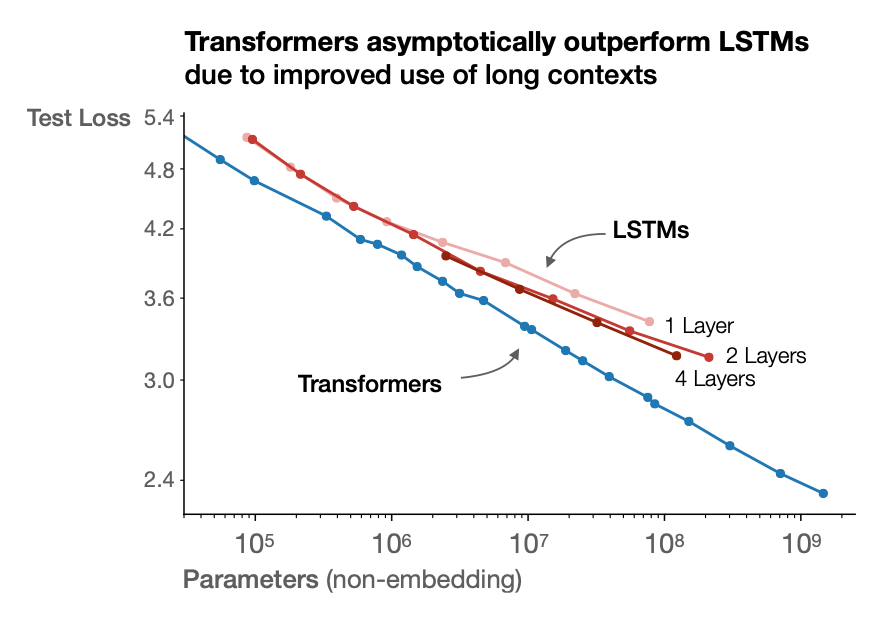 Transformers asymptotically outperform LSTMs
due to improved use of long contexts
Test Loss 5.4
4.8
4.2
3.6
3.0
2.4
LSTMs
1 Layer
2 Layers
4 Layers
Transformers
10⁵ 10⁶ 10⁷ 10⁸ 10⁹
Parameters (non-embedding)